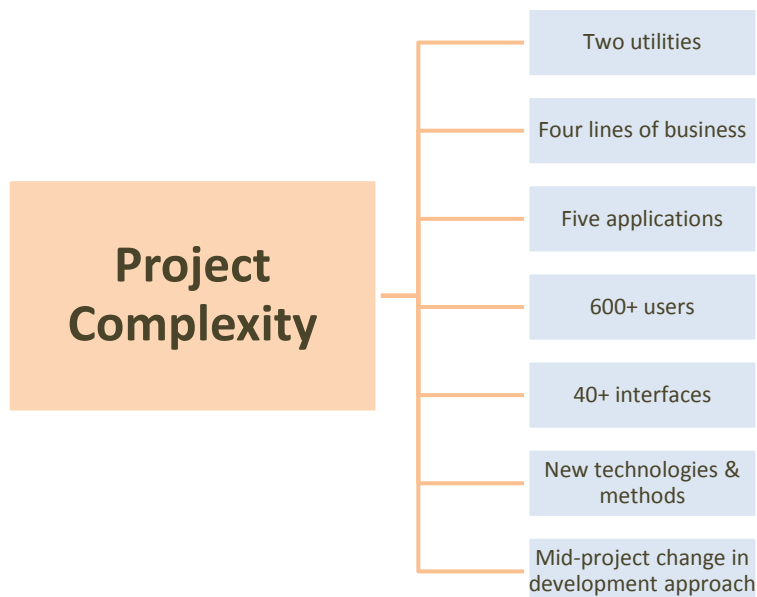 Project
Complexity
Two utilities
Four lines of business
Five applications
600+ users
40+ interfaces
New technologies &
methods
Mid-project change in
development approach